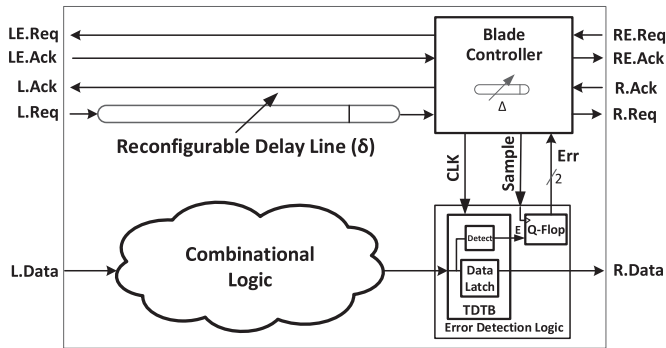 LE.Req
LE.Ack
L.Ack
L.Req
Reconfigurable Delay Line (δ)
Blade
Controller
Δ
RE.Req
RE.Ack
R.Ack
R.Req
CLK
Sample
Err
2
L.Data
Combinational
Logic
Detect
E
Q-Flop
Data
Latch
TDTB
Error Detection Logic
R.Data